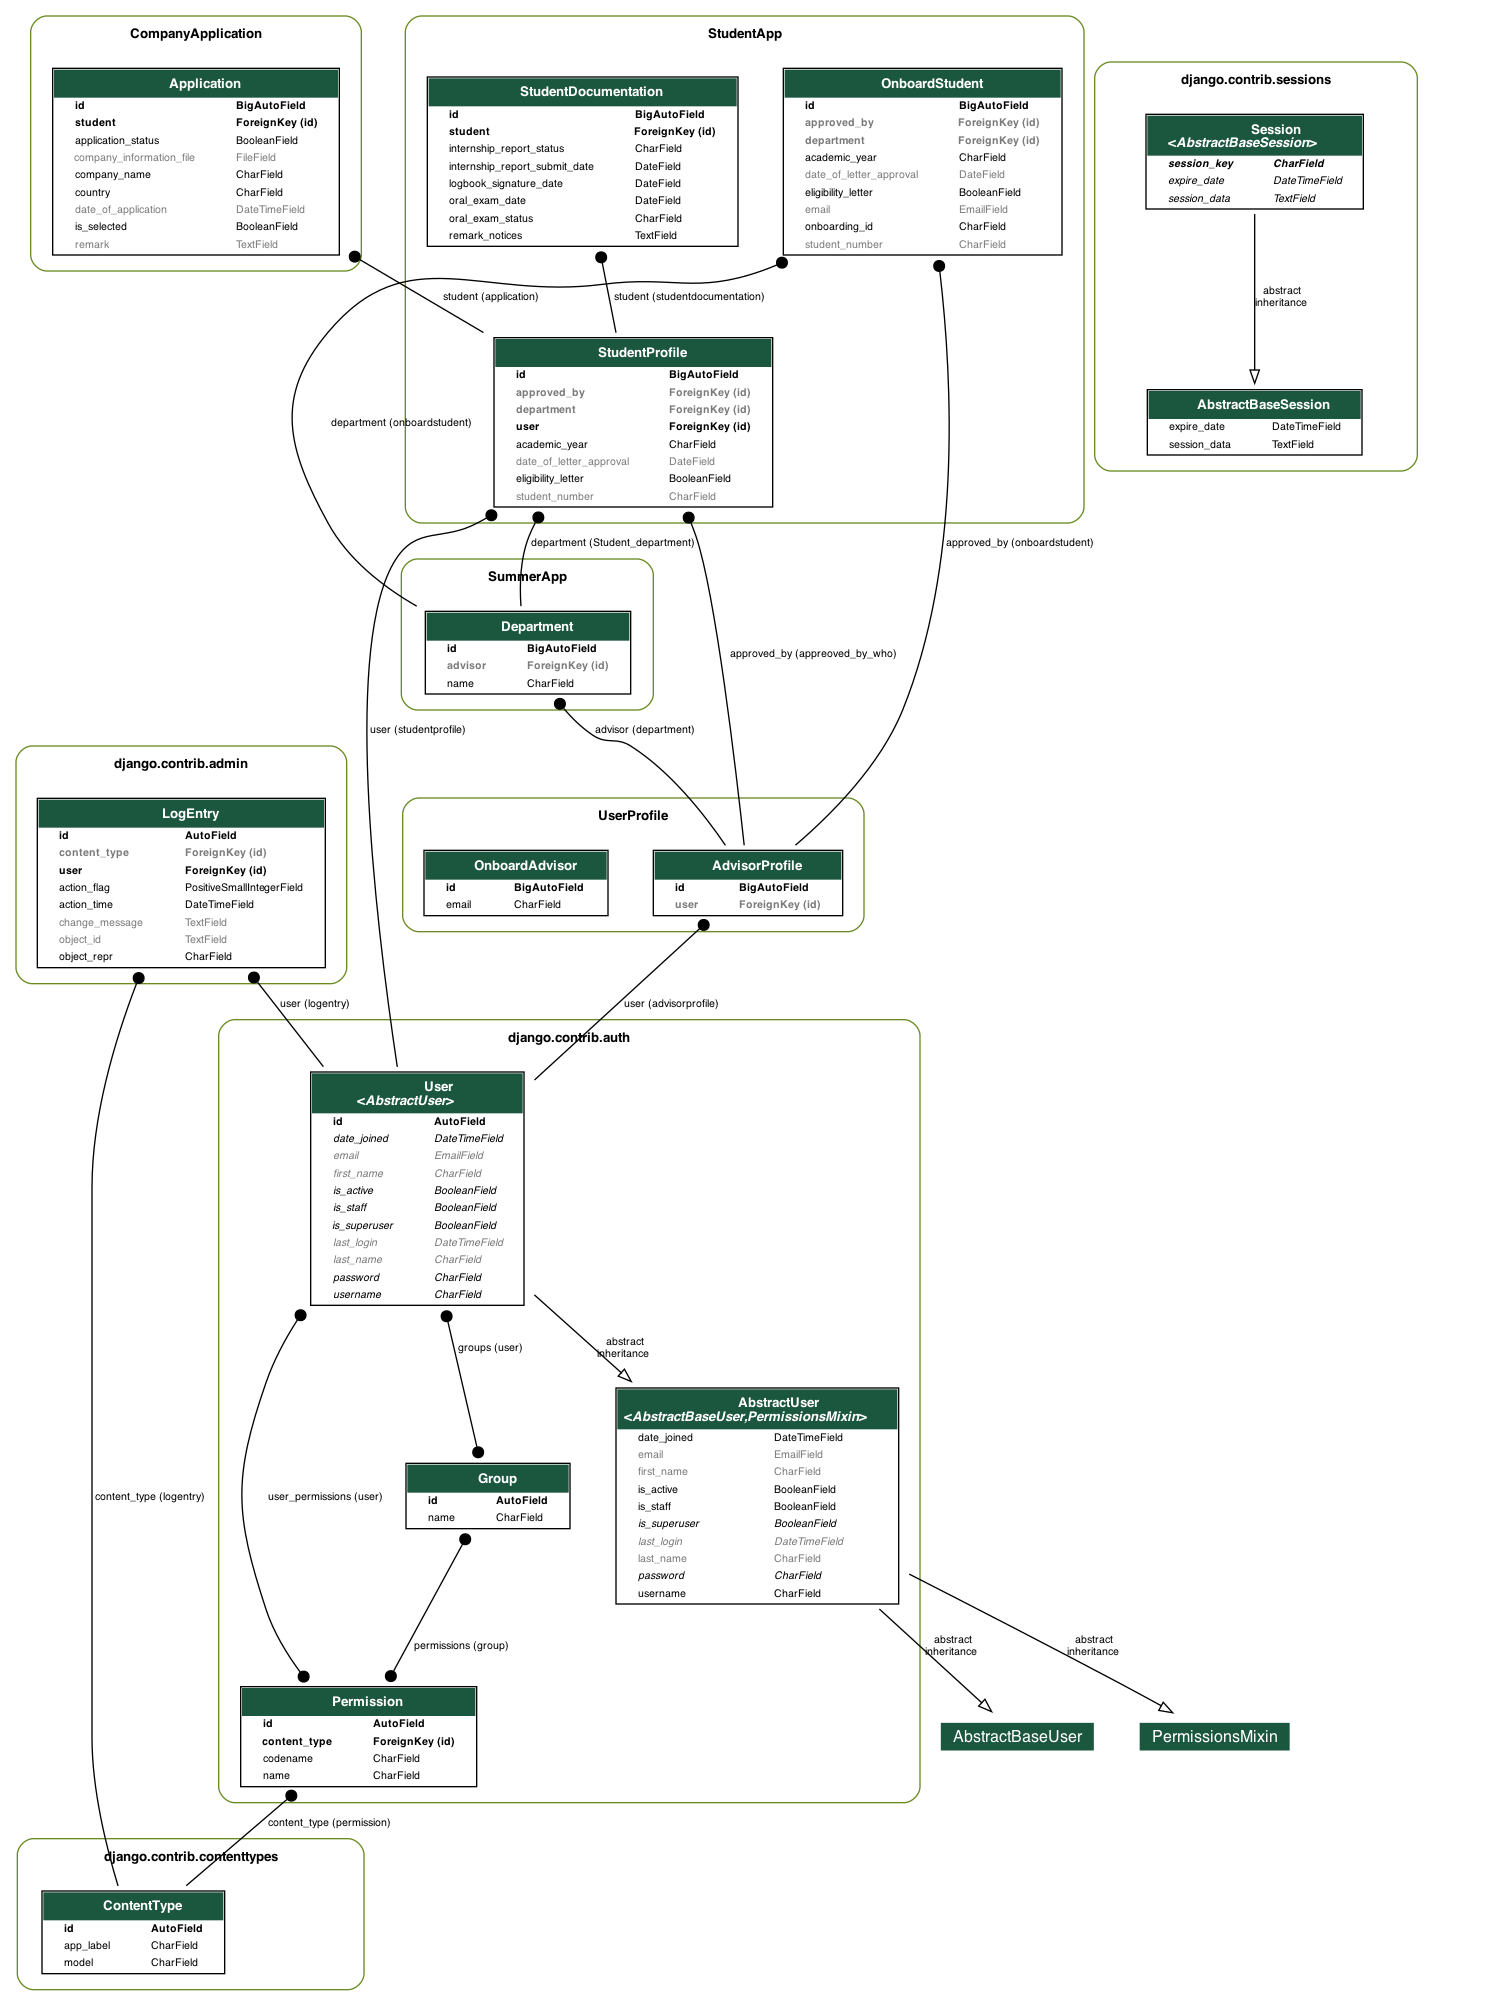 CompanyApplication
Application
id BigAutoField
student ForeignKey (id)
application_status BooleanField
company_information_file FileField
company_name CharField
country CharField
date_of_application DateTimeField
is_selected BooleanField
remark TextField
StudentApp
StudentDocumentation
id BigAutoField
student ForeignKey (id)
internship_report_status CharField
internship_report_submit_date DateField
logbook_signature_date DateField
oral_exam_date DateField
oral_exam_status CharField
remark_notices TextField
OnboardStudent
id BigAutoField
approved_by ForeignKey (id)
department ForeignKey (id)
academic_year CharField
date_of_letter_approval DateField
eligibility_letter BooleanField
email EmailField
onboarding_id CharField
student_number CharField
django.contrib.sessions
Session
<AbstractBaseSession>
session_key CharField
expire_date DateTimeField
session_data TextField
abstract
inheritance
AbstractBaseSession
expire_date DateTimeField
session_data TextField
student (application)
student (studentdocumentation)
StudentProfile
id BigAutoField
approved_by ForeignKey (id)
department ForeignKey (id)
user ForeignKey (id)
academic_year CharField
date_of_letter_approval DateField
eligibility_letter BooleanField
student_number CharField
department (onboardstudent)
department (Student_department)
approved_by (onboardstudent)
SummerApp
Department
id BigAutoField
advisor ForeignKey (id)
name CharField
approved_by (appreoved_by_who)
user (studentprofile)
advisor (department)
django.contrib.admin
LogEntry
id AutoField
content_type ForeignKey (id)
user ForeignKey (id)
action_flag PositiveSmallIntegerField
action_time DateTimeField
change_message TextField
object_id TextField
object_repr CharField
UserProfile
OnboardAdvisor
id BigAutoField
email CharField
AdvisorProfile
id BigAutoField
user ForeignKey (id)
user (logentry)
user (advisorprofile)
django.contrib.auth
User
<AbstractUser>
id AutoField
date_joined DateTimeField
email EmailField
first_name CharField
is_active BooleanField
is_staff BooleanField
is_superuser BooleanField
last_login DateTimeField
last_name CharField
password CharField
username CharField
groups (user)
abstract
inheritance
AbstractUser
<AbstractBaseUser,PermissionsMixin>
date_joined DateTimeField
email EmailField
first_name CharField
is_active BooleanField
is_staff BooleanField
is_superuser BooleanField
last_login DateTimeField
last_name CharField
password CharField
username CharField
Group
id AutoField
name CharField
content_type (logentry)
user_permissions (user)
permissions (group)
abstract
inheritance
abstract
inheritance
Permission
id AutoField
content_type ForeignKey (id)
codename CharField
name CharField
AbstractBaseUser
PermissionsMixin
content_type (permission)
django.contrib.contenttypes
ContentType
id AutoField
app_label CharField
model CharField